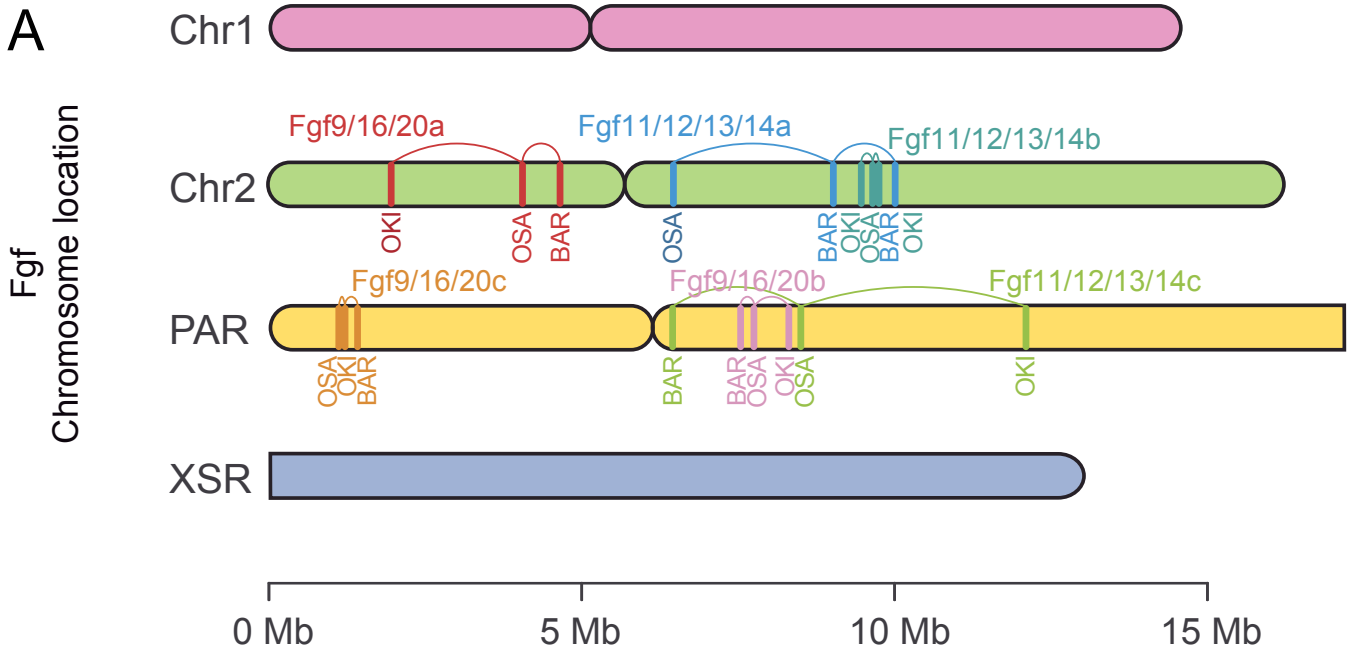 A
Fgf
Chromosome location
Chr1
Fgf9/16/20a
Fgf11/12/13/14a
Fgf11/12/13/14b
Chr2
OKI
OSA
BAR
OSA
BAR
OKI
OSA
BAR
OKI
Fgf9/16/20c
Fgf9/16/20b
Fgf11/12/13/14c
PAR
OSA
OKI
BAR
BAR
BAR
OSA
OKI
OSA
OKI
XSR
0 Mb
5 Mb
10 Mb
15 Mb